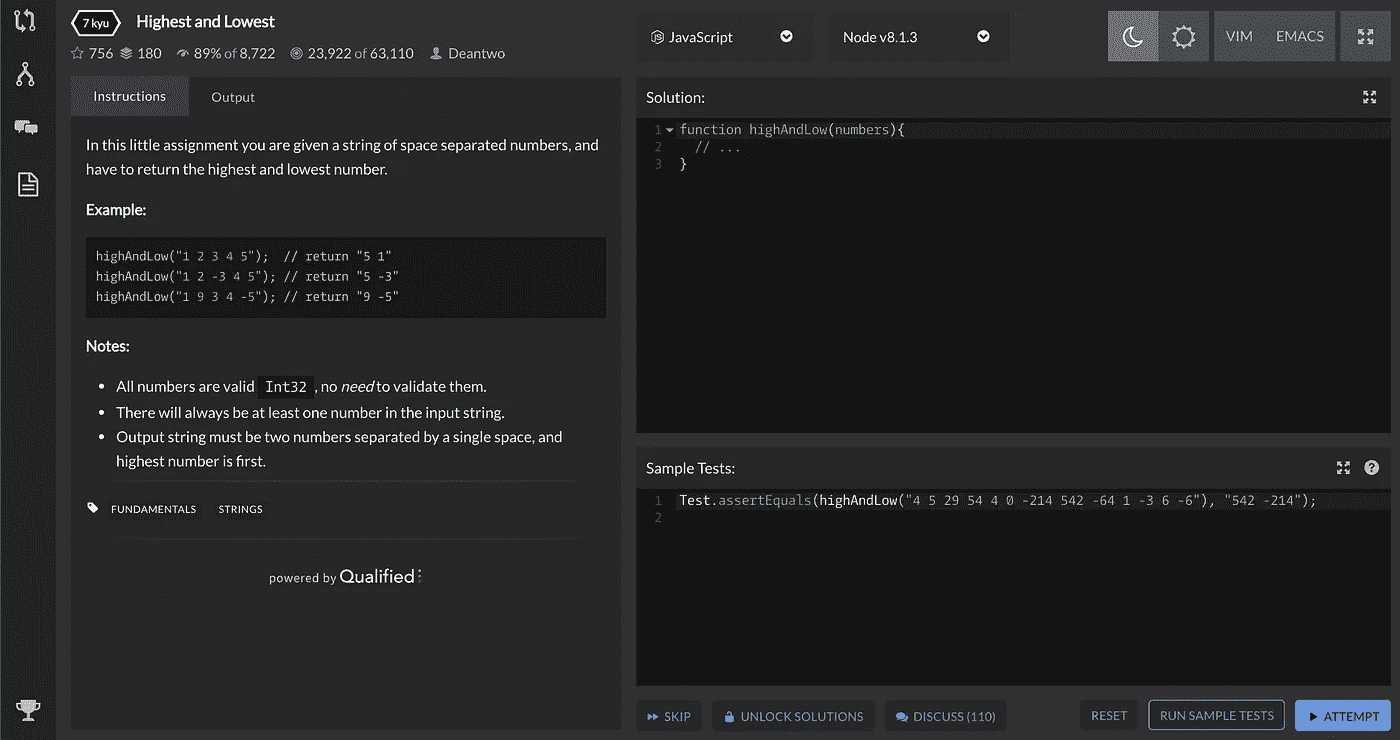 7 kyu Highest and Lowest
756 180 89% of 8,722 23,922 of 63,110 Deantwo
JavaScript Node v8.1.3 VIM EMACS
Instructions Output
In this little assignment you are given a string of space separated numbers, and
have to return the highest and lowest number.
Example:
highAndLow("1 2 3 4 5");  // return "5 1"
highAndLow("1 2 -3 4 5"); // return "5 -3"
highAndLow("1 9 3 4 -5"); // return "9 -5"
Notes:
• All numbers are valid Int32 , no need to validate them.
• There will always be at least one number in the input string.
• Output string must be two numbers separated by a single space, and
highest number is first.
FUNDAMENTALS STRINGS
powered by Qualified
Solution:
1 function highAndLow(numbers){
2   // ...
3 }
Sample Tests: ?
1 Test.assertEquals(highAndLow("4 5 29 54 4 0 -214 542 -64 1 -3 6 -6"), "542 -214");
2
SKIP UNLOCK SOLUTIONS DISCUSS (110) RESET RUN SAMPLE TESTS ATTEMPT